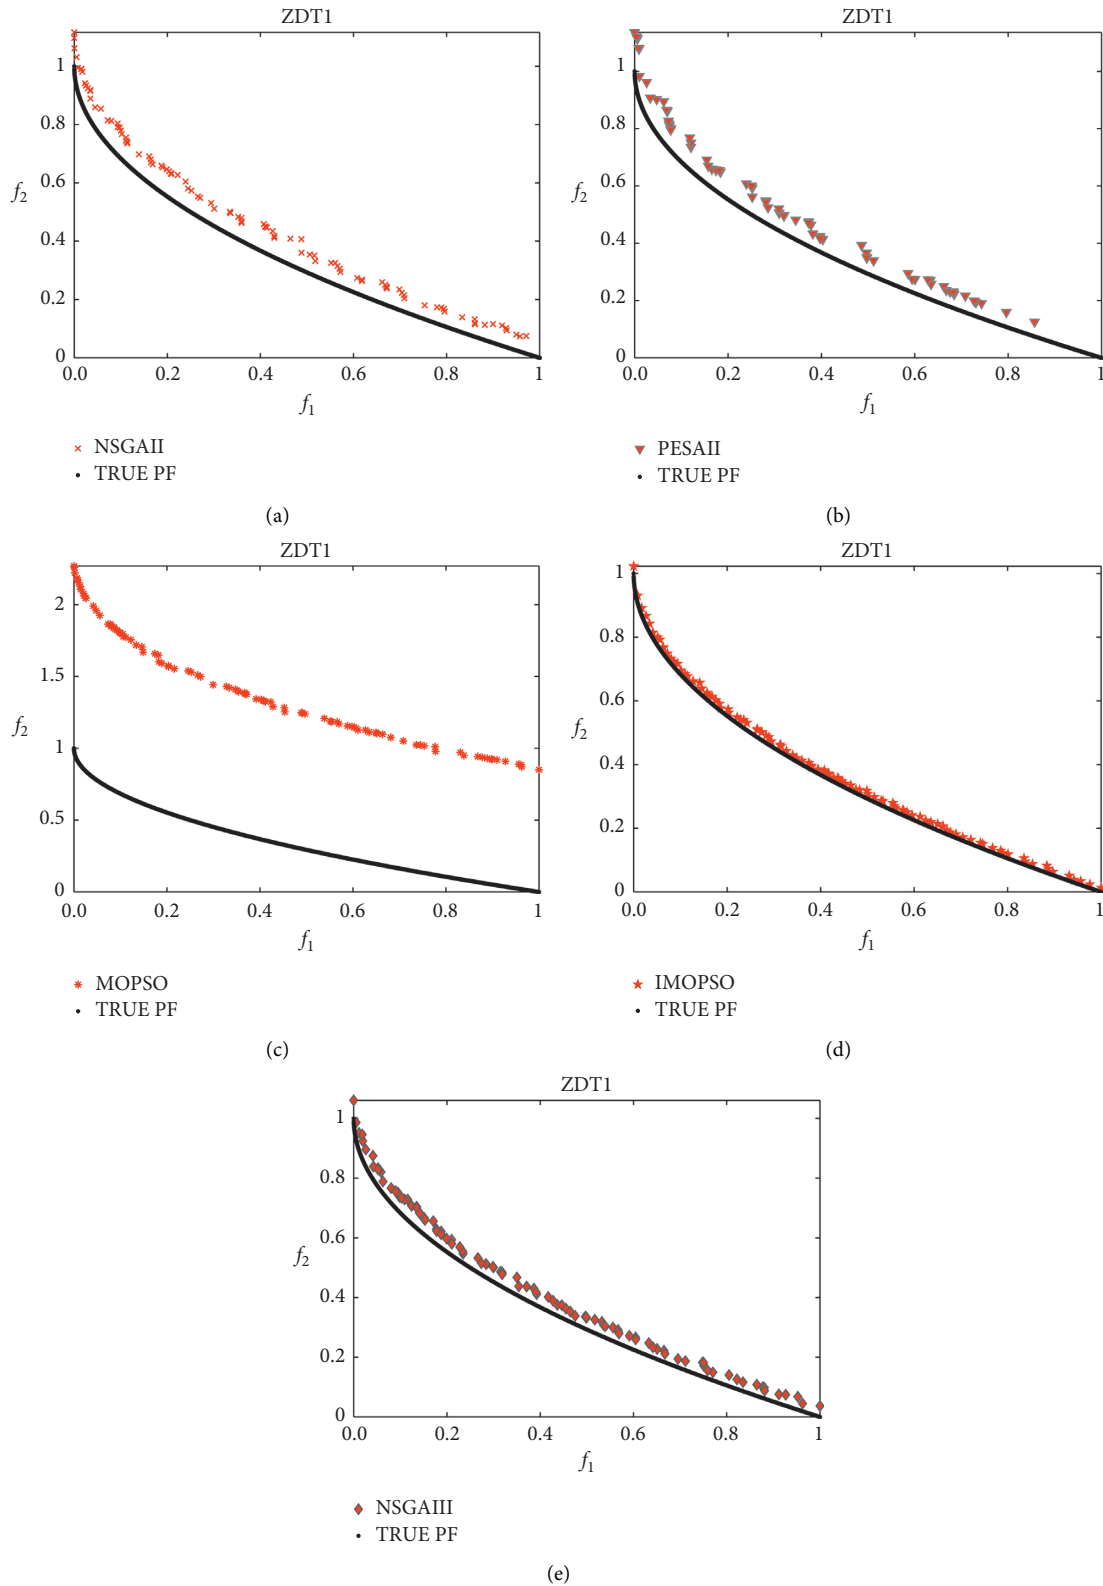 ZDT1
1
0.8
0.6
f2
0.4
0.2
0
0.0 0.2 0.4 0.6 0.8 1
f1
× NSGAII
• TRUE PF
(a)
ZDT1
1
0.8
0.6
f2
0.4
0.2
0
0.0 0.2 0.4 0.6 0.8 1
f1
PESAII
• TRUE PF
(b)
ZDT1
2
1.5
f2
1
0.5
0
0.0 0.2 0.4 0.6 0.8 1
f1
MOPSO
• TRUE PF
(c)
ZDT1
1
0.8
0.6
f2
0.4
0.2
0
0.0 0.2 0.4 0.6 0.8 1
f1
IMOPSO
• TRUE PF
(d)
ZDT1
1
0.8
0.6
f2
0.4
0.2
0
0.0 0.2 0.4 0.6 0.8 1
f1
NSGAIII
• TRUE PF
(e)